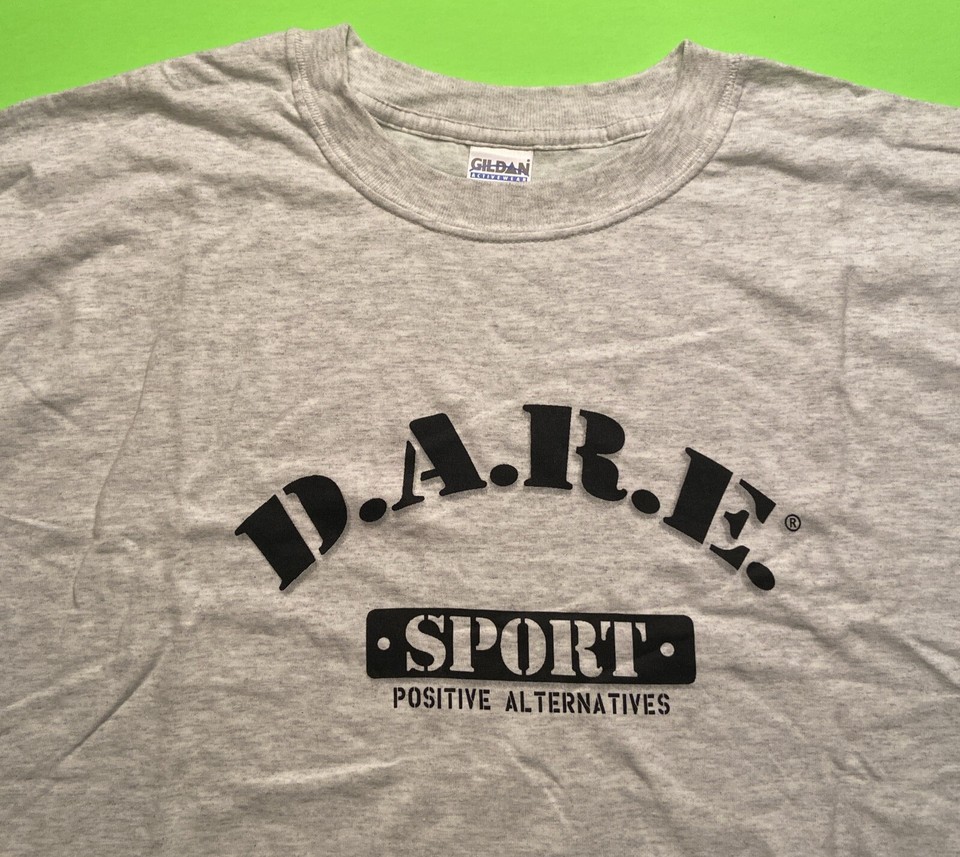 GILDAN
ACTIVEWEAR
D.A.R.E.®
·SPORT·
POSITIVE ALTERNATIVES